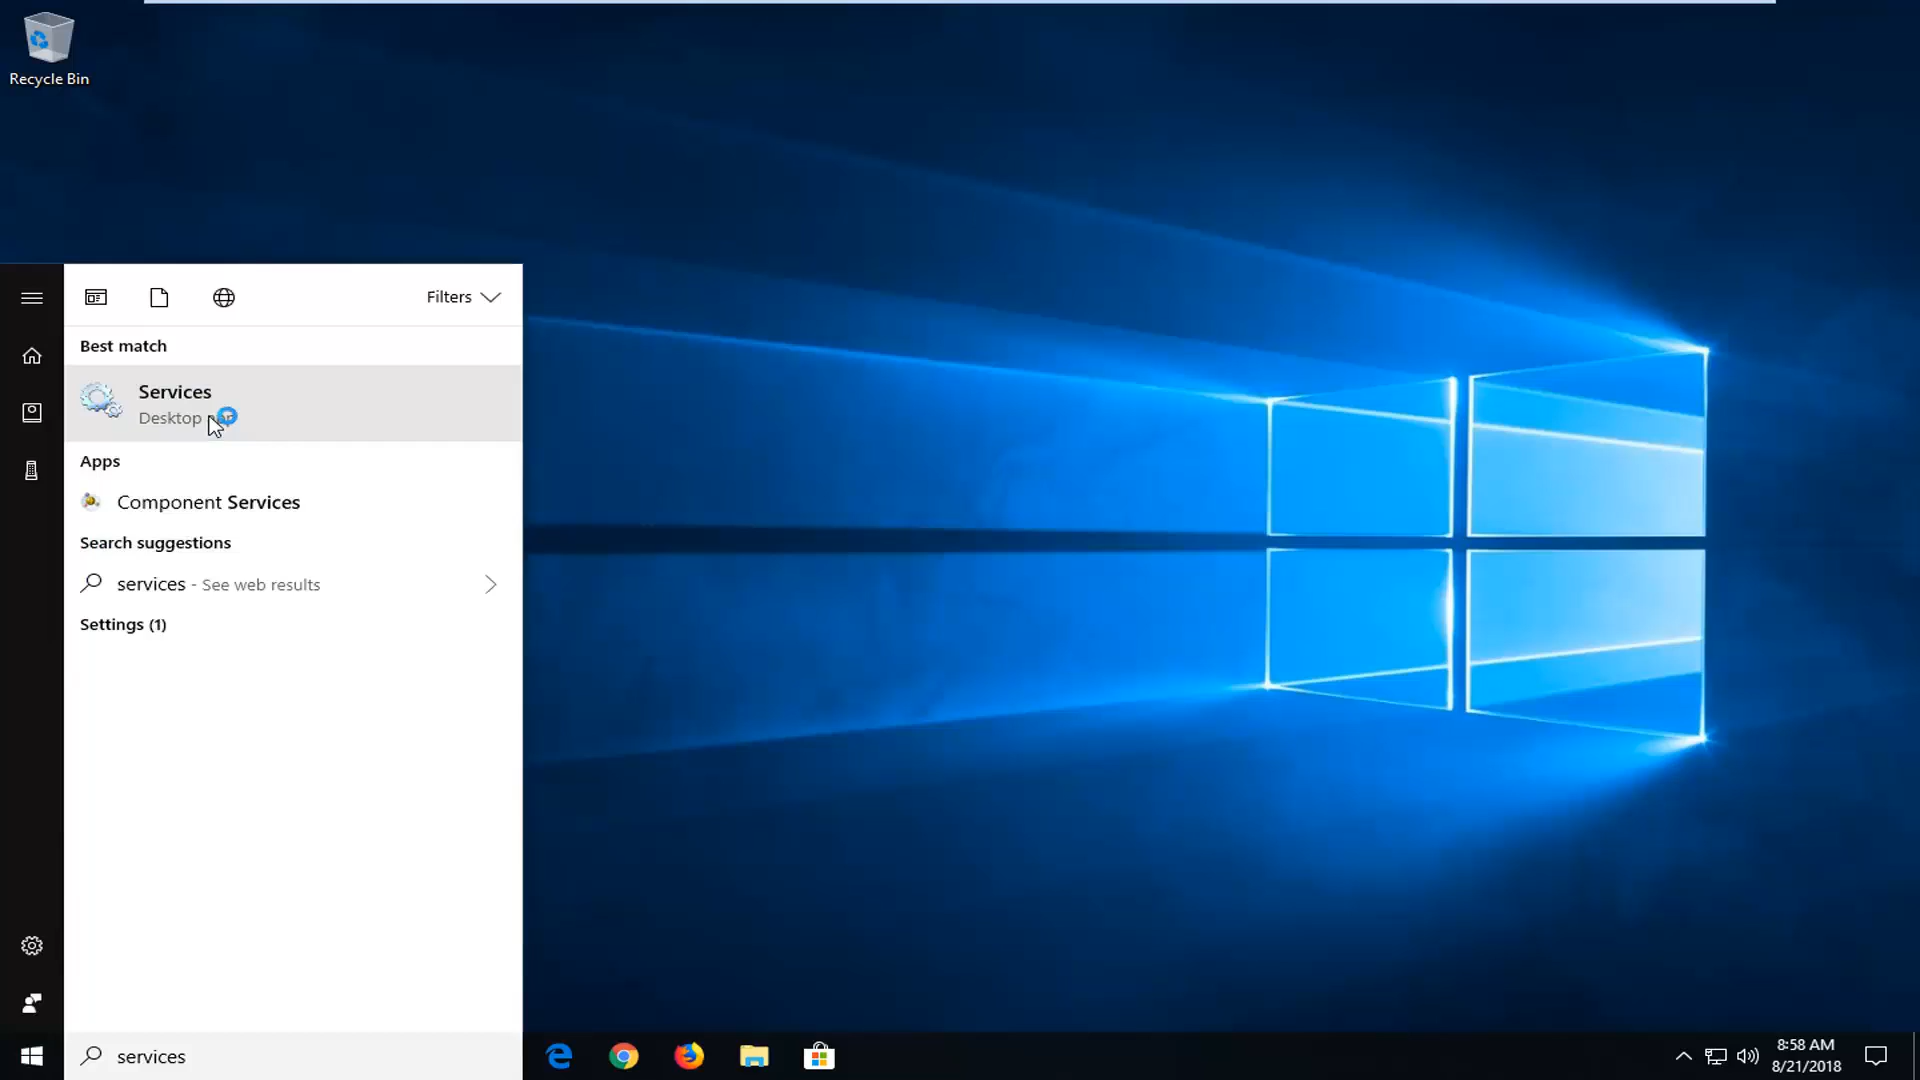 Recycle Bin
Filters
Best match
Services
Desktop
Apps
Component Services
Search suggestions
services - See web results
Settings (1)
services
8:58 AM
8/21/2018